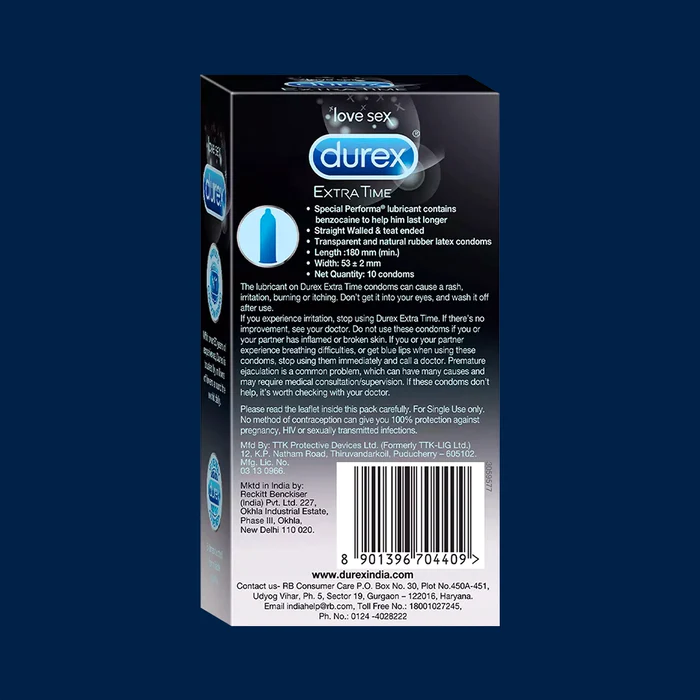 EXTRA TIME
love sex
durex
®
EXTRA TIME
• Special Performa® lubricant contains
benzocaine to help him last longer
• Straight Walled & teat ended
• Transparent and natural rubber latex condoms
• Length :180 mm (min.)
• Width: 53 ± 2 mm
• Net Quantity: 10 condoms
The lubricant on Durex Extra Time condoms can cause a rash,
irritation, burning or itching. Don't get it into your eyes, and wash it off
after use.
If you experience irritation, stop using Durex Extra Time. If there's no
improvement, see your doctor. Do not use these condoms if you or
your partner has inflamed or broken skin. If you or your partner
experience breathing difficulties, or get blue lips when using these
condoms, stop using them immediately and call a doctor. Premature
ejaculation is a common problem, which can have many causes and
may require medical consultation/supervision. If these condoms don't
help, it's worth checking with your doctor.
Please read the leaflet inside this pack carefully. For Single Use only.
No method of contraception can give you 100% protection against
pregnancy, HIV or sexually transmitted infections.
Mfd By: TTK Protective Devices Ltd. (Formerly TTK-LIG Ltd.)
12, K.P. Natham Road, Thiruvandarkoil, Puducherry – 605102.
Mfg. Lic. No.
03 13 0966.
Mktd in India by:
Reckitt Benckiser
(India) Pvt. Ltd. 227,
Okhla Industrial Estate,
Phase III, Okhla,
New Delhi 110 020.
8 901396 704409 >
www.durexindia.com
Contact us- RB Consumer Care P.O. Box No. 30, Plot No.450A-451,
Udyog Vihar, Ph. 5, Sector 19, Gurgaon – 122016, Haryana.
Email indiahelp@rb.com, Toll Free No.: 18001027245,
Ph. No.: 0124 -4028222
love sex
durex
durex